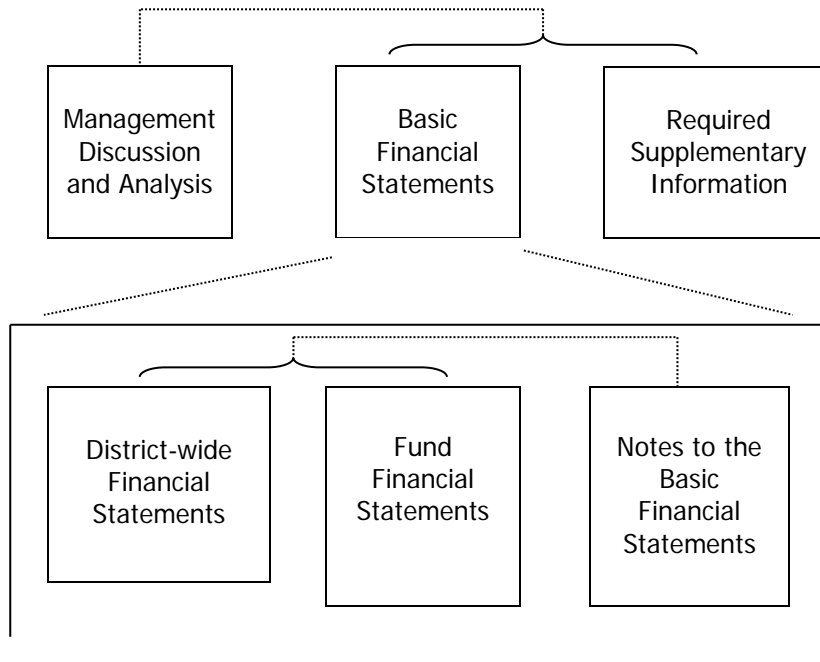 Management
Discussion
and Analysis
Basic
Financial
Statements
Required
Supplementary
Information
District-wide
Financial
Statements
Fund
Financial
Statements
Notes to the
Basic
Financial
Statements